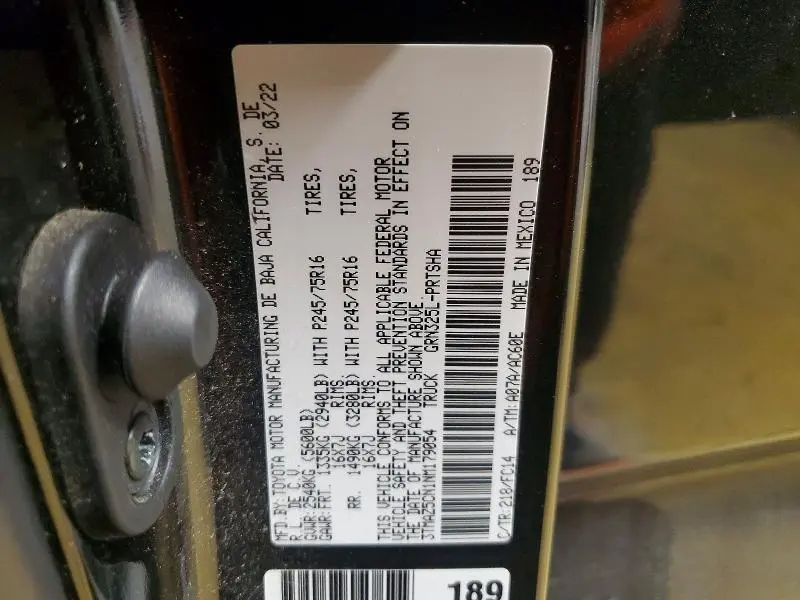 MFD BY: TOYOTA MOTOR MANUFACTURING DE BAJA CALIFORNIA, S. DE
R.L. DE C.V. DATE: 03/22
GVWR: 2540KG (5600LB)
GAWR: FRT. 1335KG (2940LB) WITH P245/75R16 TIRES,
16X7J RIMS.
RR. 1490KG (3280LB) WITH P245/75R16 TIRES,
16X7J RIMS.
THIS VEHICLE CONFORMS TO ALL APPLICABLE FEDERAL MOTOR
VEHICLE SAFETY AND THEFT PREVENTION STANDARDS IN EFFECT ON
THE DATE OF MANUFACTURE SHOWN ABOVE.
3TMAZ5CN1NM179054 TRUCK GRN325L-PRTSHA
C/TR: 218/FC14 A/TM: A07A/AC60E MADE IN MEXICO 189
189